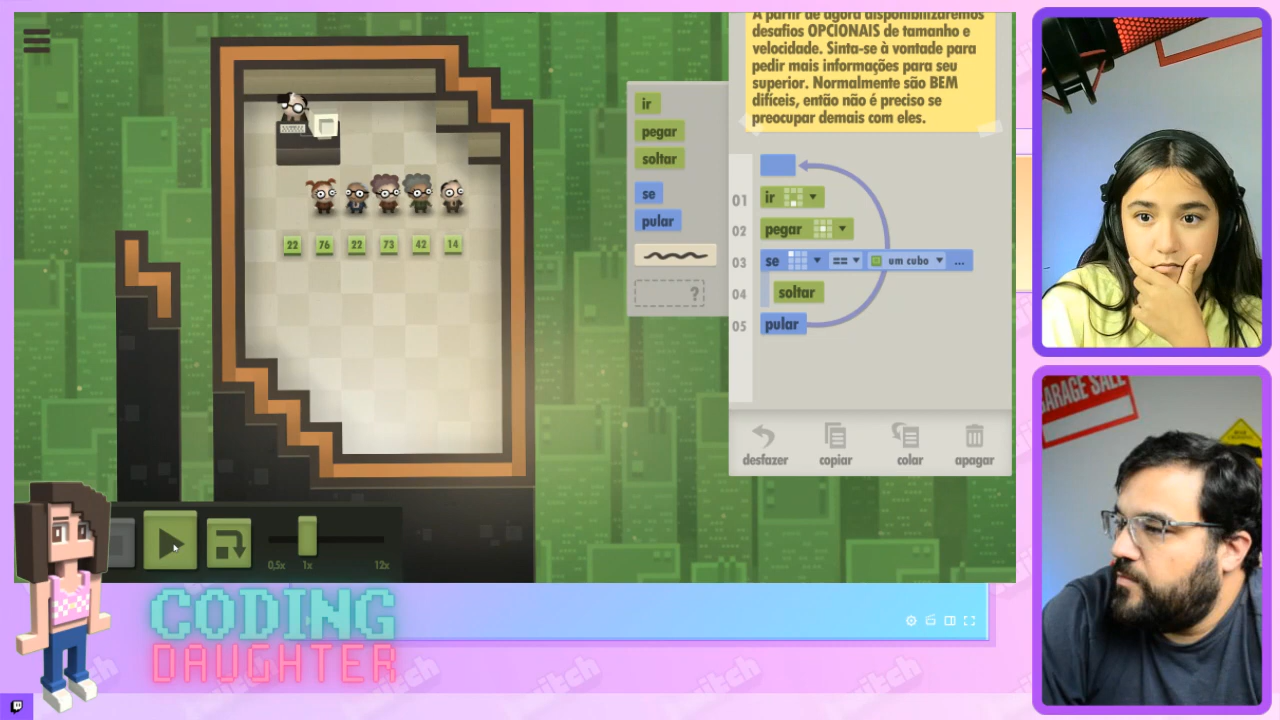 A partir de agora disponibilizaremos
desafios OPCIONAIS de tamanho e
velocidade. Sinta-se à vontade para
pedir mais informações para seu
superior. Normalmente são BEM
difíceis, então não é preciso se
preocupar demais com eles.
ir
pegar
soltar
se
pular
?
01 ir
02 pegar
03 se == um cubo ...
04 soltar
05 pular
desfazer copiar colar apagar
22 76 22 73 42 14
0,5x 1x 12x
CODING
DAUGHTER
GARAGE SALE
twitch